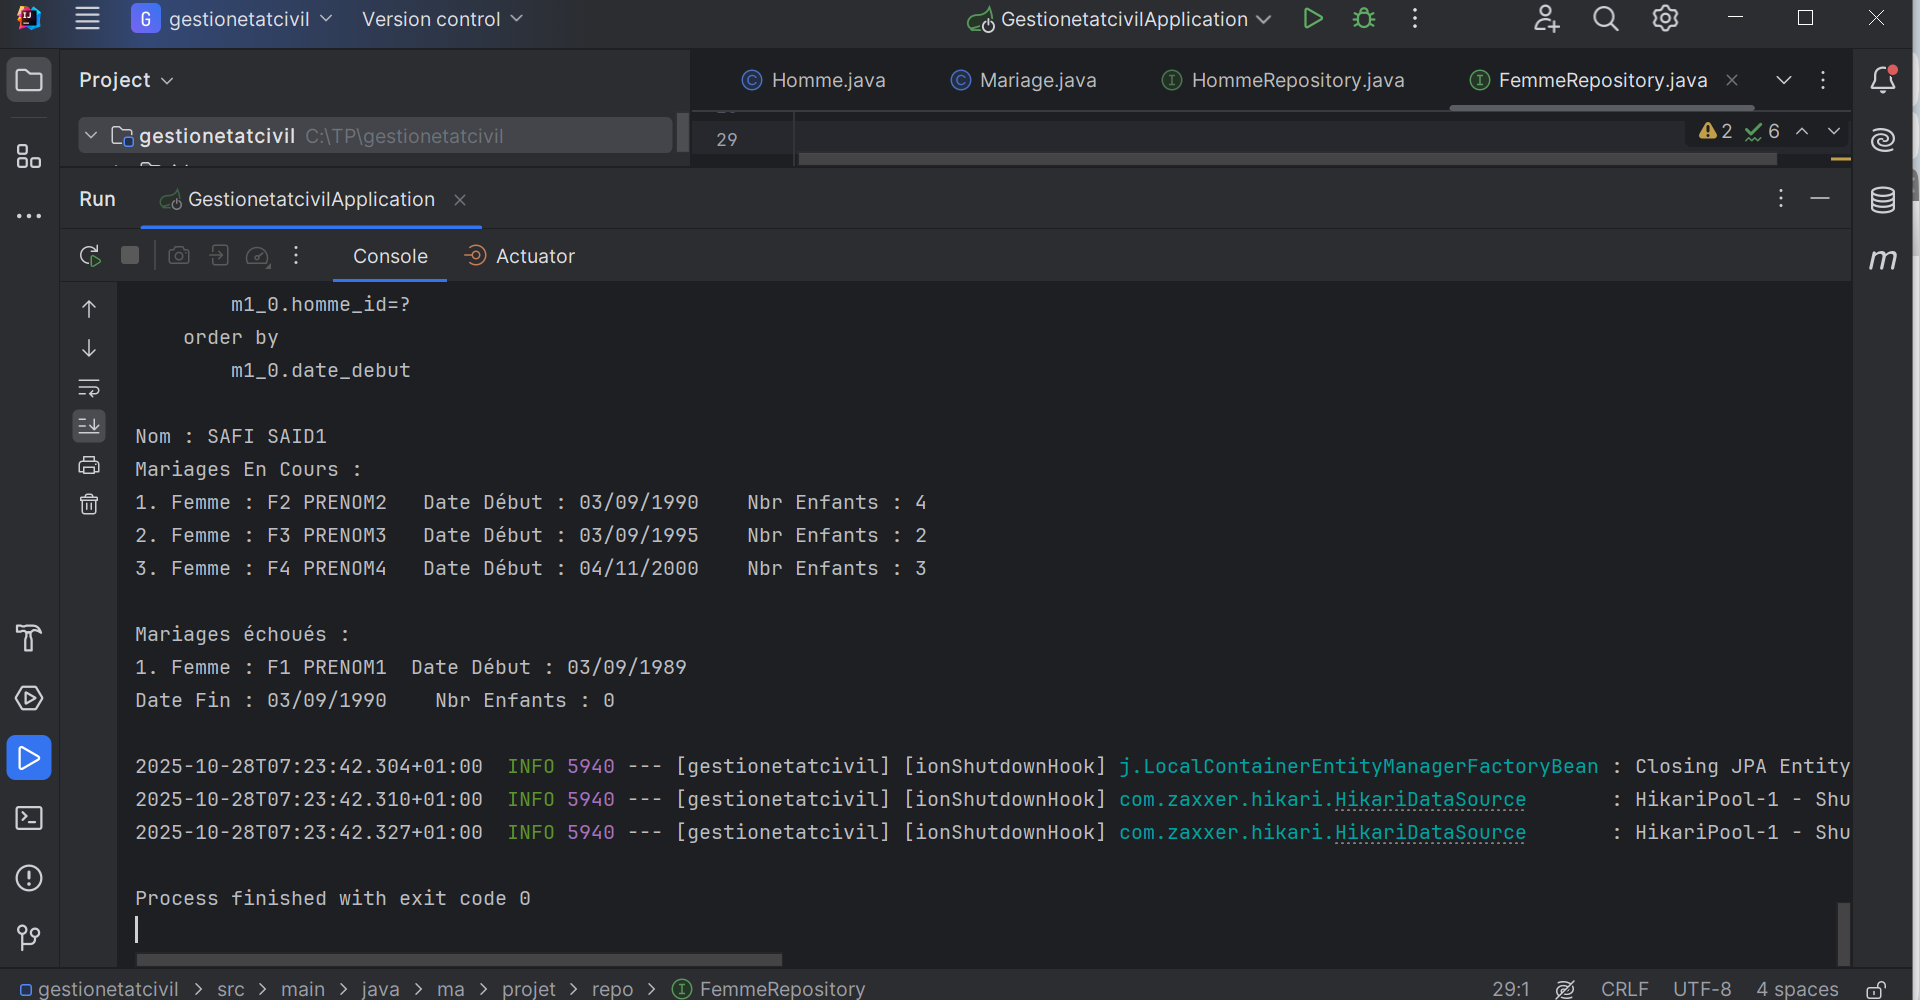 G gestionetatcivil Version control GestionetatcivilApplication
Project Homme.java Mariage.java HommeRepository.java FemmeRepository.java
gestionetatcivil C:\TP\gestionetatcivil 29 2 6
Run GestionetatcivilApplication
Console Actuator
m1_0.homme_id=?
order by
m1_0.date_debut
Nom : SAFI SAID1
Mariages En Cours :
1. Femme : F2 PRENOM2 Date Début : 03/09/1990 Nbr Enfants : 4
2. Femme : F3 PRENOM3 Date Début : 03/09/1995 Nbr Enfants : 2
3. Femme : F4 PRENOM4 Date Début : 04/11/2000 Nbr Enfants : 3
Mariages échoués :
1. Femme : F1 PRENOM1 Date Début : 03/09/1989
Date Fin : 03/09/1990 Nbr Enfants : 0
2025-10-28T07:23:42.304+01:00 INFO 5940 --- [gestionetatcivil] [ionShutdownHook] j.LocalContainerEntityManagerFactoryBean : Closing JPA Entity
2025-10-28T07:23:42.310+01:00 INFO 5940 --- [gestionetatcivil] [ionShutdownHook] com.zaxxer.hikari.HikariDataSource : HikariPool-1 - Shu
2025-10-28T07:23:42.327+01:00 INFO 5940 --- [gestionetatcivil] [ionShutdownHook] com.zaxxer.hikari.HikariDataSource : HikariPool-1 - Shu
Process finished with exit code 0
gestionetatcivil > src > main > java > ma > projet > repo > FemmeRepository 29:1 CRLF UTF-8 4 spaces